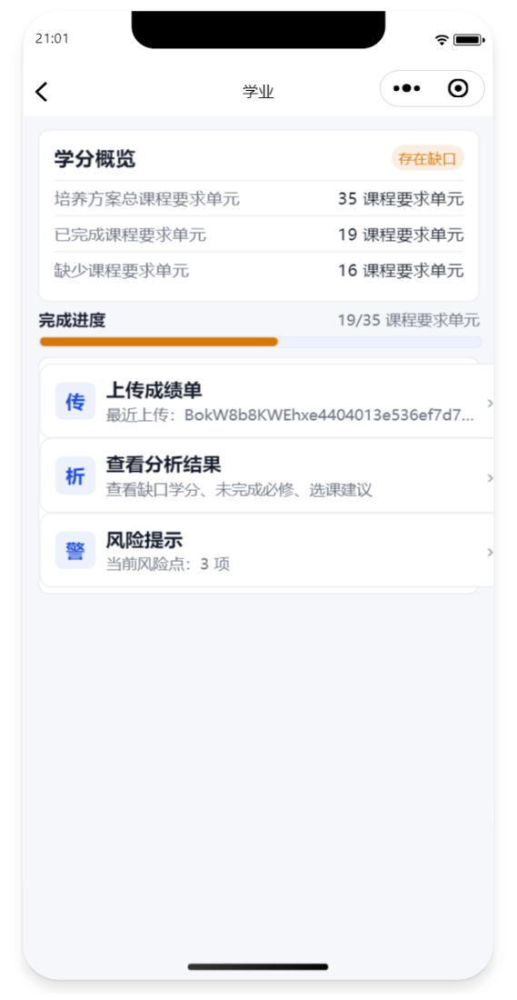 21:01
学业
学分概览
存在缺口
培养方案总课程要求单元 35 课程要求单元
已完成课程要求单元 19 课程要求单元
缺少课程要求单元 16 课程要求单元
完成进度 19/35 课程要求单元
传 上传成绩单
最近上传：BokW8b8KWEhxe4404013e536ef7d7...
析 查看分析结果
查看缺口学分、未完成必修、选课建议
警 风险提示
当前风险点：3 项